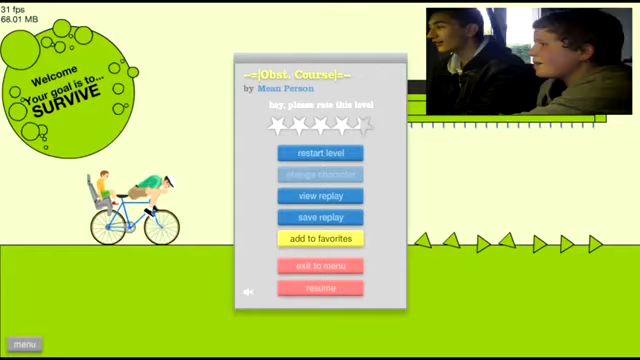 31 fps
68.01 MB
Welcome
Your goal is to...
SURVIVE
--=|Obst. Course|=--
by Mean Person
hey, please rate this level
restart level
change character
view replay
save replay
add to favorites
exit to menu
resume
menu